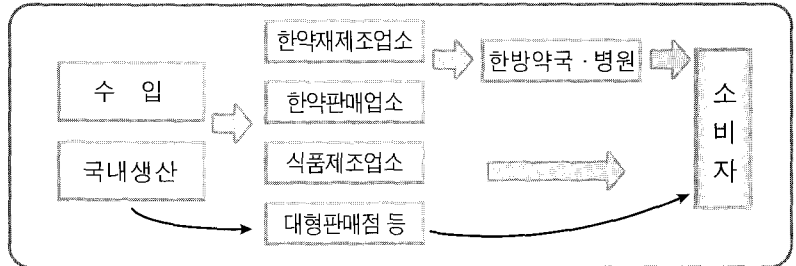 수 입
국내생산
한약재제조업소
한약판매업소
식품제조업소
대형판매점 등
한방약국 · 병원
소비자